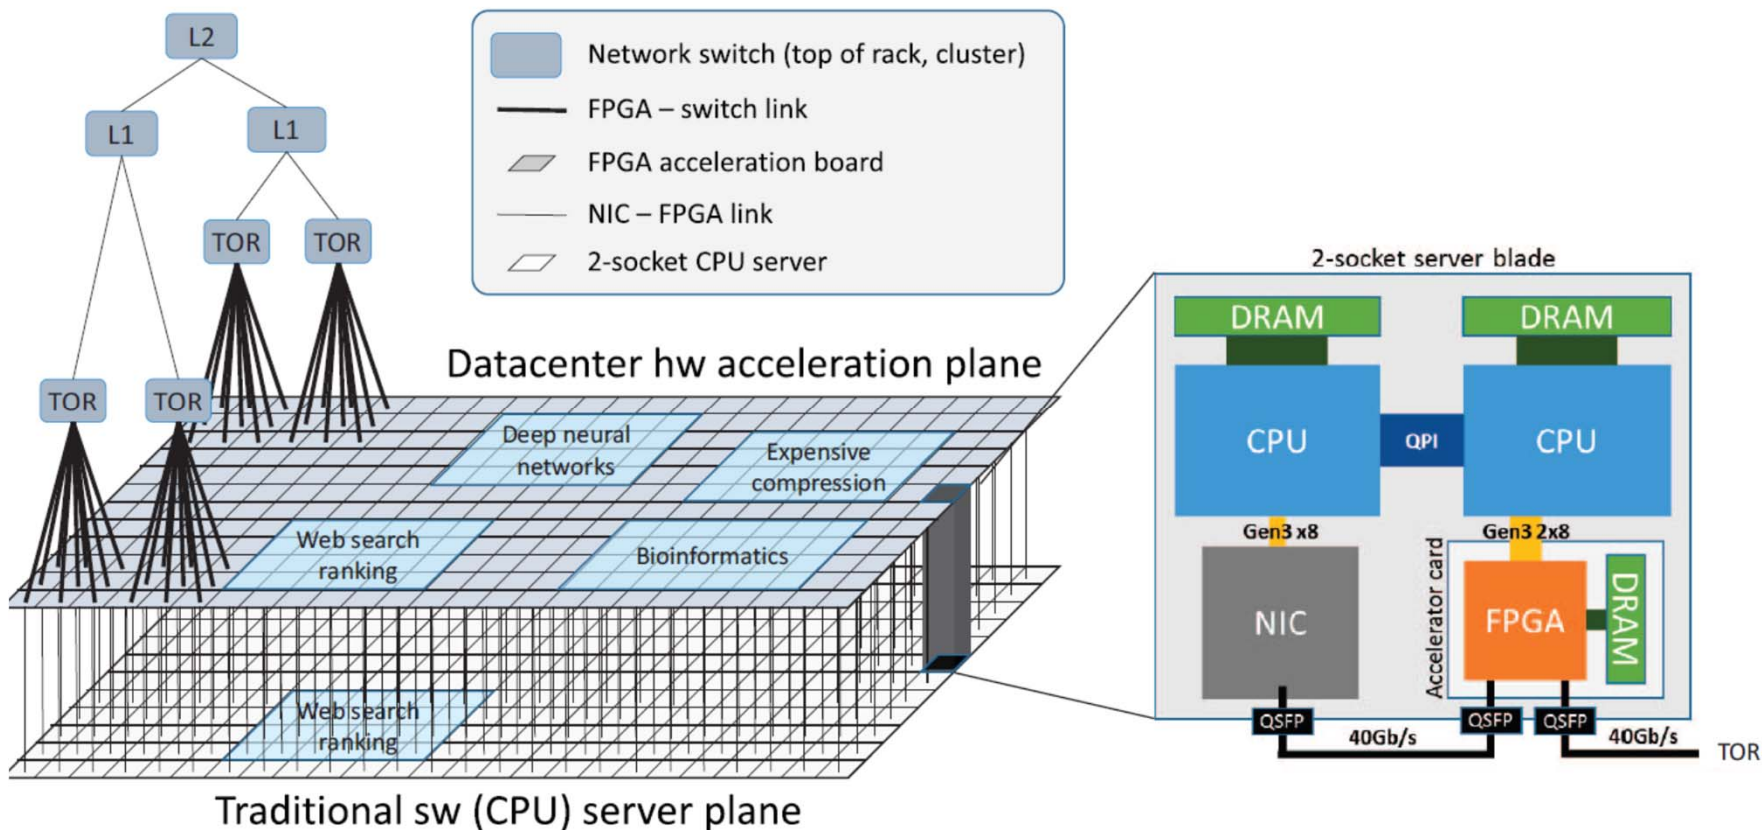 L2
L1
L1
TOR
TOR
TOR
TOR
Network switch (top of rack, cluster)
FPGA – switch link
FPGA acceleration board
NIC – FPGA link
2-socket CPU server
Datacenter hw acceleration plane
Deep neural
networks
Expensive
compression
Web search
ranking
Bioinformatics
Web search
ranking
Traditional sw (CPU) server plane
2-socket server blade
DRAM
DRAM
CPU
QPI
CPU
Gen3 x8
Gen3 2x8
Accelerator card
NIC
FPGA
DRAM
QSFP
QSFP
QSFP
40Gb/s
40Gb/s
TOR